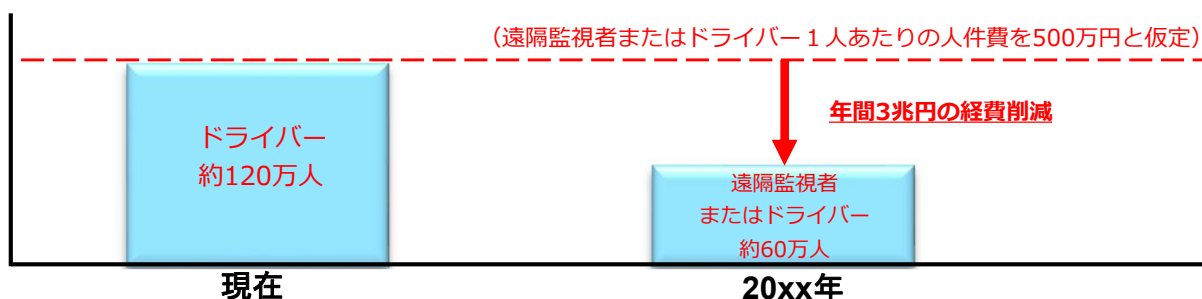 （遠隔監視者またはドライバー１人あたりの人件費を500万円と仮定）
年間3兆円の経費削減
ドライバー
約120万人
遠隔監視者
またはドライバー
約60万人
現在
20xx年